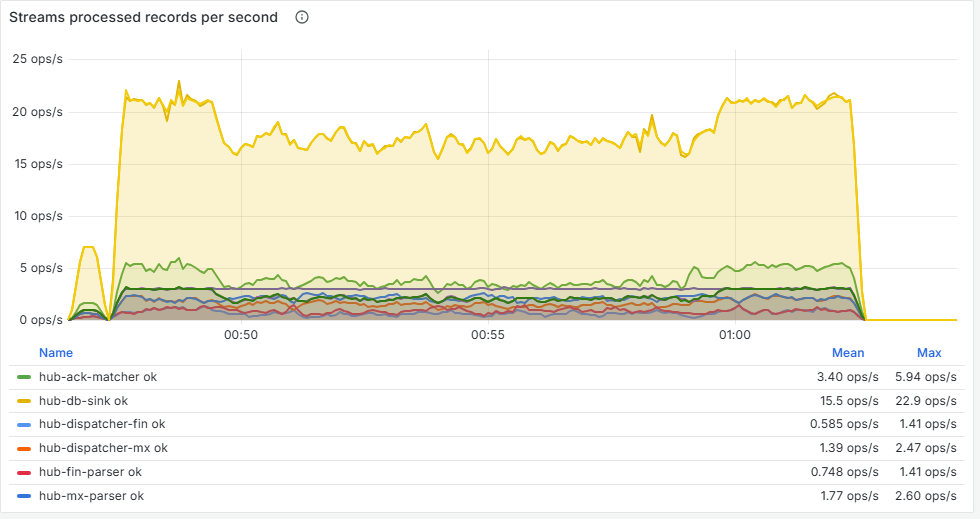 Streams processed records per second
25 ops/s
20 ops/s
15 ops/s
10 ops/s
5 ops/s
0 ops/s
00:50 00:55 01:00
Name Mean Max
hub-ack-matcher ok 3.40 ops/s 5.94 ops/s
hub-db-sink ok 15.5 ops/s 22.9 ops/s
hub-dispatcher-fin ok 0.585 ops/s 1.41 ops/s
hub-dispatcher-mx ok 1.39 ops/s 2.47 ops/s
hub-fin-parser ok 0.748 ops/s 1.41 ops/s
hub-mx-parser ok 1.77 ops/s 2.60 ops/s